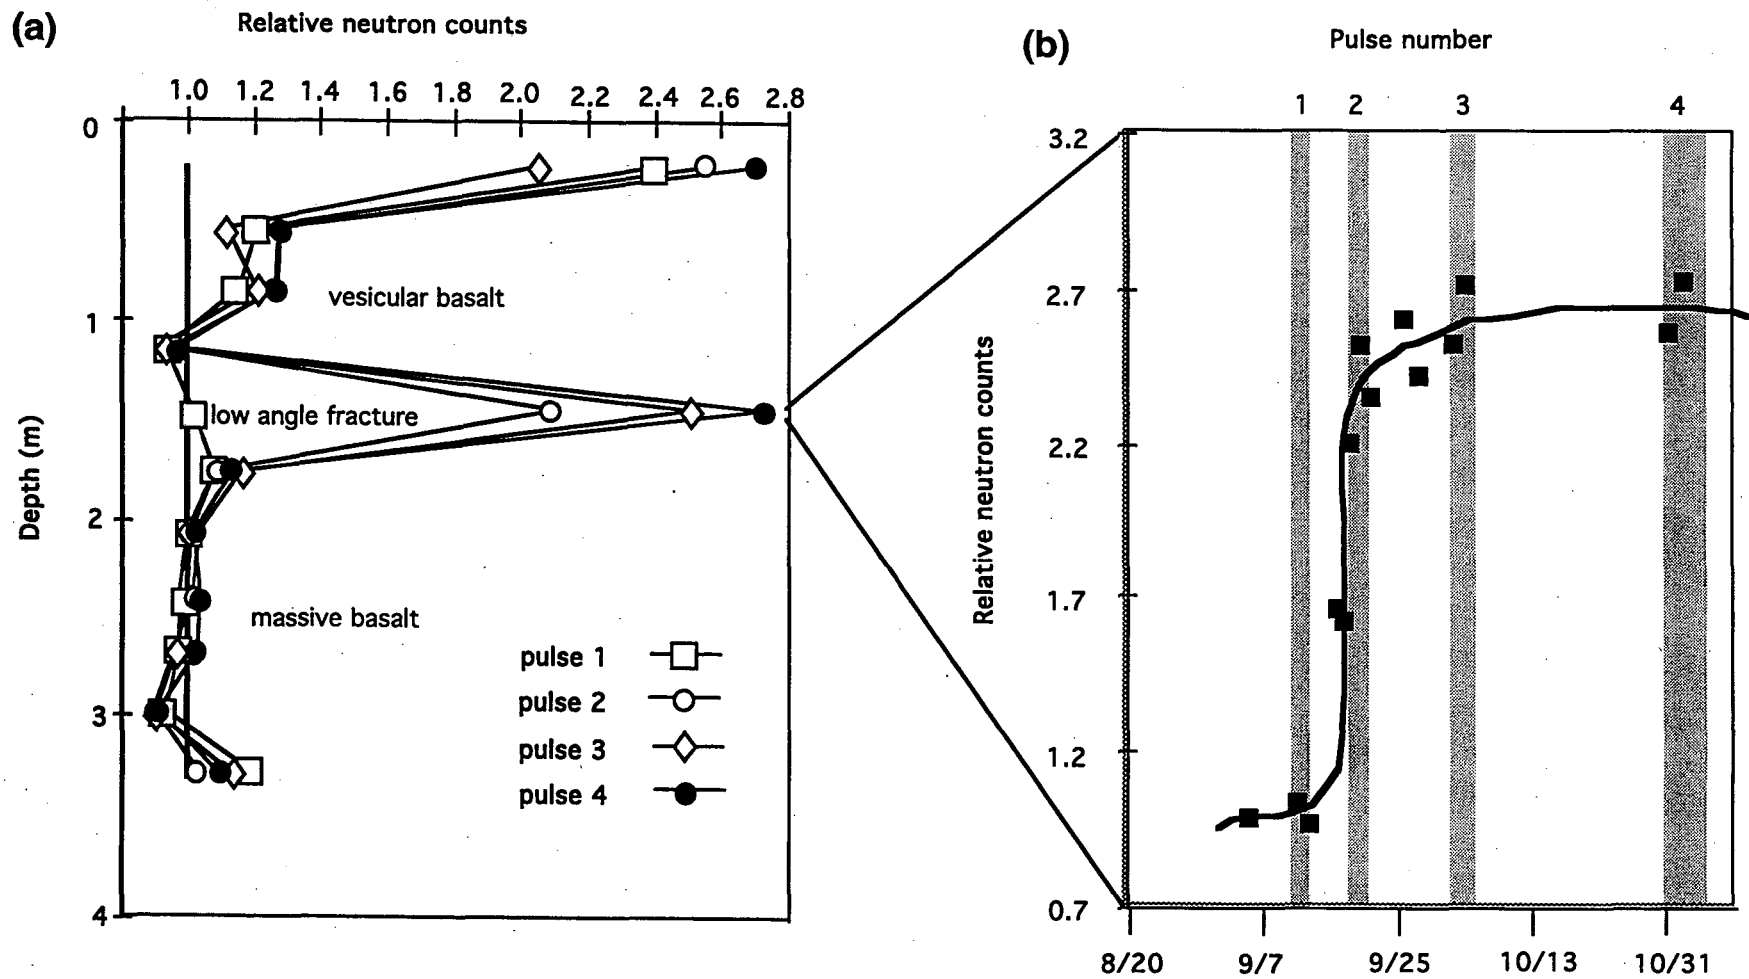 (a)
Relative neutron counts
1.0 1.2 1.4 1.6 1.8 2.0 2.2 2.4 2.6 2.8
0
1
2
3
4
Depth (m)
vesicular basalt
low angle fracture
massive basalt
pulse 1
pulse 2
pulse 3
pulse 4
(b)
Pulse number
1 2 3 4
3.2
2.7
2.2
1.7
1.2
0.7
Relative neutron counts
8/20 9/7 9/25 10/13 10/31